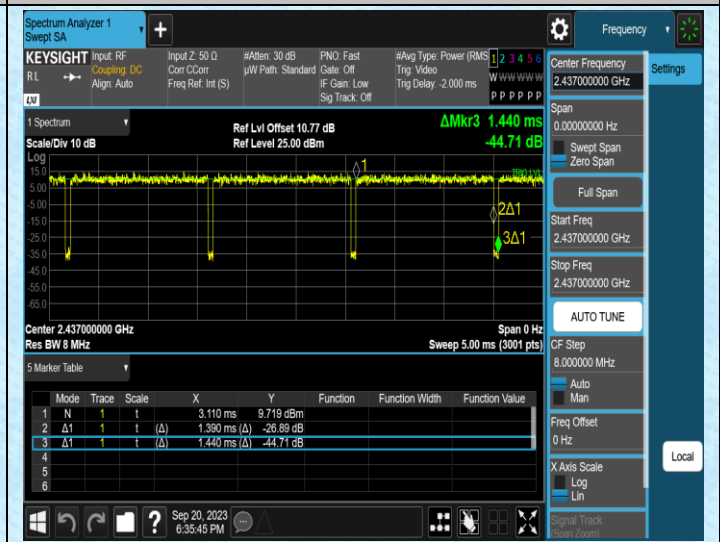 Spectrum Analyzer 1
Swept SA
+
Frequency
KEYSIGHT
Input: RF
Coupling: DC
Align: Auto
Input Z: 50 Ω
Corr CCorr
Freq Ref: Int (S)
#Atten: 30 dB
µW Path: Standard
PNO: Fast
Gate: Off
IF Gain: Low
Sig Track: Off
#Avg Type: Power (RMS
Trig: Video
Trig Delay: -2.000 ms
1 2 3 4 5 6
W W W W W W
P P P P P P
R L
LXI
1 Spectrum
Scale/Div 10 dB
Log
Ref Lvl Offset 10.77 dB
Ref Level 25.00 dBm
ΔMkr3 1.440 ms
-44.71 dB
15.0
5.00
-5.00
-15.0
-25.0
-35.0
-45.0
-55.0
-65.0
1
2Δ1
3Δ1
Center 2.437000000 GHz
Res BW 8 MHz
Span 0 Hz
Sweep 5.00 ms (3001 pts)
5 Marker Table
Mode Trace Scale X Y Function Function Width Function Value
1 N 1 t 3.110 ms 9.719 dBm
2 Δ1 1 t (Δ) 1.390 ms (Δ) -26.89 dB
3 Δ1 1 t (Δ) 1.440 ms (Δ) -44.71 dB
4
5
6
Sep 20, 2023
6:35:45 PM
?
Center Frequency
2.437000000 GHz
Span
0.00000000 Hz
Swept Span
Zero Span
Full Span
Start Freq
2.437000000 GHz
Stop Freq
2.437000000 GHz
AUTO TUNE
CF Step
8.000000 MHz
Auto
Man
Freq Offset
0 Hz
X Axis Scale
Log
Lin
Signal Track
(Span Zoom)
Settings
Local